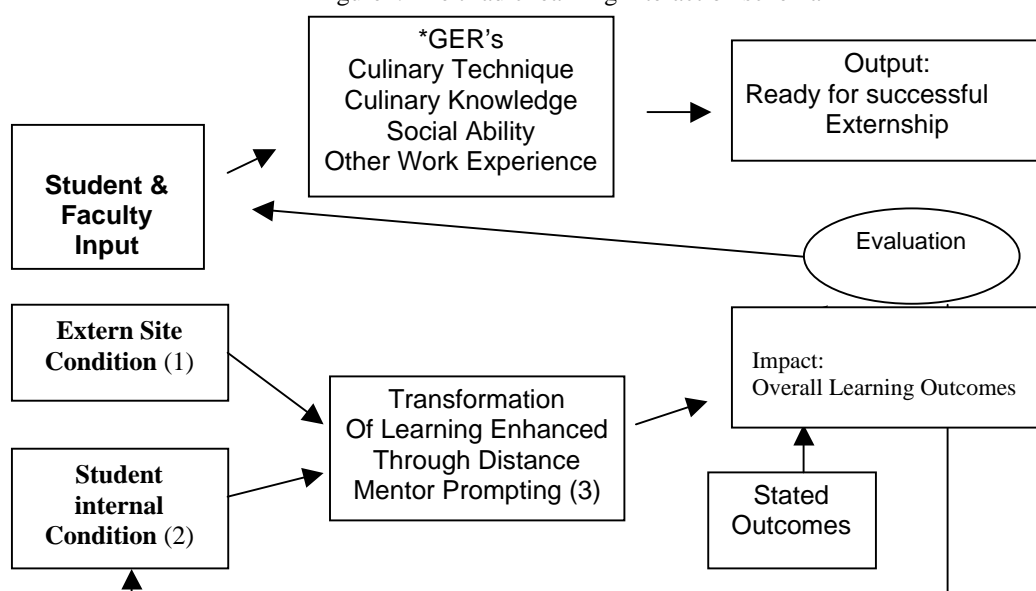 *GER's
Culinary Technique
Culinary Knowledge
Social Ability
Other Work Experience
Output:
Ready for successful
Externship
Student &
Faculty
Input
Evaluation
Extern Site
Condition (1)
Impact:
Overall Learning Outcomes
Transformation
Of Learning Enhanced
Through Distance
Mentor Prompting (3)
Student
internal
Condition (2)
Stated
Outcomes